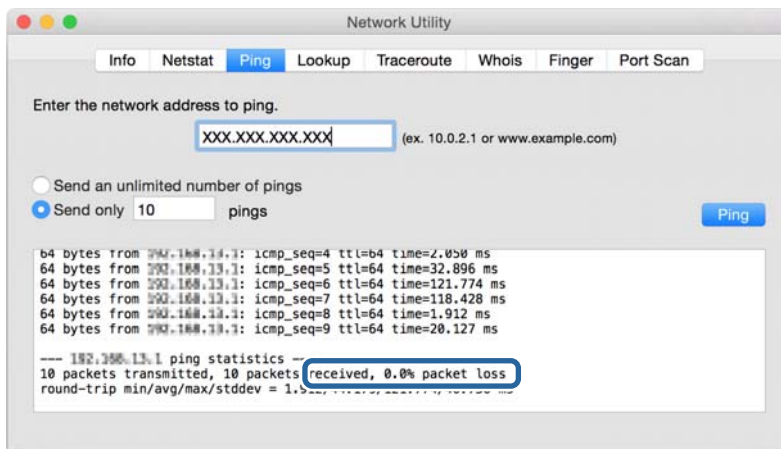 Network Utility
Info Netstat Ping Lookup Traceroute Whois Finger Port Scan
Enter the network address to ping.
XXX.XXX.XXX.XXX (ex. 10.0.2.1 or www.example.com)
Send an unlimited number of pings
Send only 10 pings
Ping
64 bytes from icmp_seq=4 ttl=64 time=2.050 ms
64 bytes from icmp_seq=5 ttl=64 time=32.896 ms
64 bytes from icmp_seq=6 ttl=64 time=121.774 ms
64 bytes from icmp_seq=7 ttl=64 time=118.428 ms
64 bytes from icmp_seq=8 ttl=64 time=1.912 ms
64 bytes from icmp_seq=9 ttl=64 time=20.127 ms
--- ping statistics
10 packets transmitted, 10 packets received, 0.0% packet loss
round-trip min/avg/max/stddev = ms